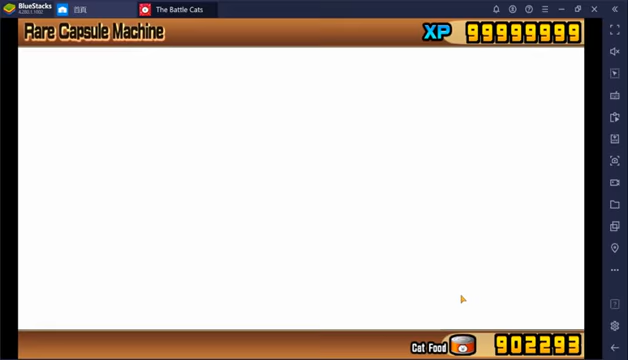 BlueStacks
4.280.1.1002
首頁
The Battle Cats
Rare Capsule Machine
XP 99999999
Cat Food 902293